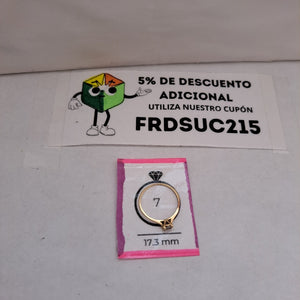 5% DE DESCUENTO
ADICIONAL
UTILIZA NUESTRO CUPÓN
FRDSUC215
7
17.3 mm